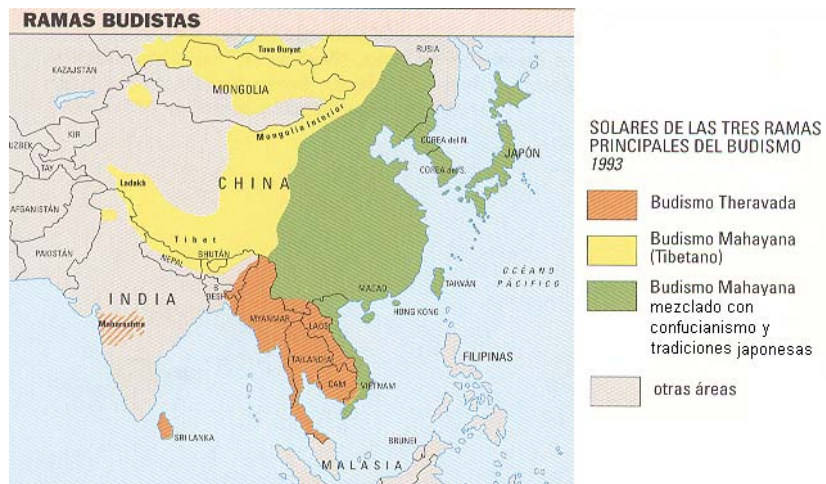 RAMAS BUDISTAS
RUSIA
Tuva Buryat
KAZAJSTAN
MONGOLIA
Mongolia Interior
KIR
UZBEK
TAY
COREA del N.
COREA del S.
JAPÓN
Ladakh
CHINA
AFGANISTÁN
PAKISTÁN
Tibet
NEPAL
BHUTÁN
OCÉANO
PACÍFICO
INDIA
B
DESH
MACAO
TAIWÁN
HONG KONG
Maharashtra
MYANMAR
LAOS
TAILANDIA
CAM
VIETNAM
FILIPINAS
SRI LANKA
BRUNEI
MALASIA
SOLARES DE LAS TRES RAMAS
PRINCIPALES DEL BUDISMO
1993
Budismo Theravada
Budismo Mahayana
(Tibetano)
Budismo Mahayana
mezclado con
confucianismo y
tradiciones japonesas
otras áreas